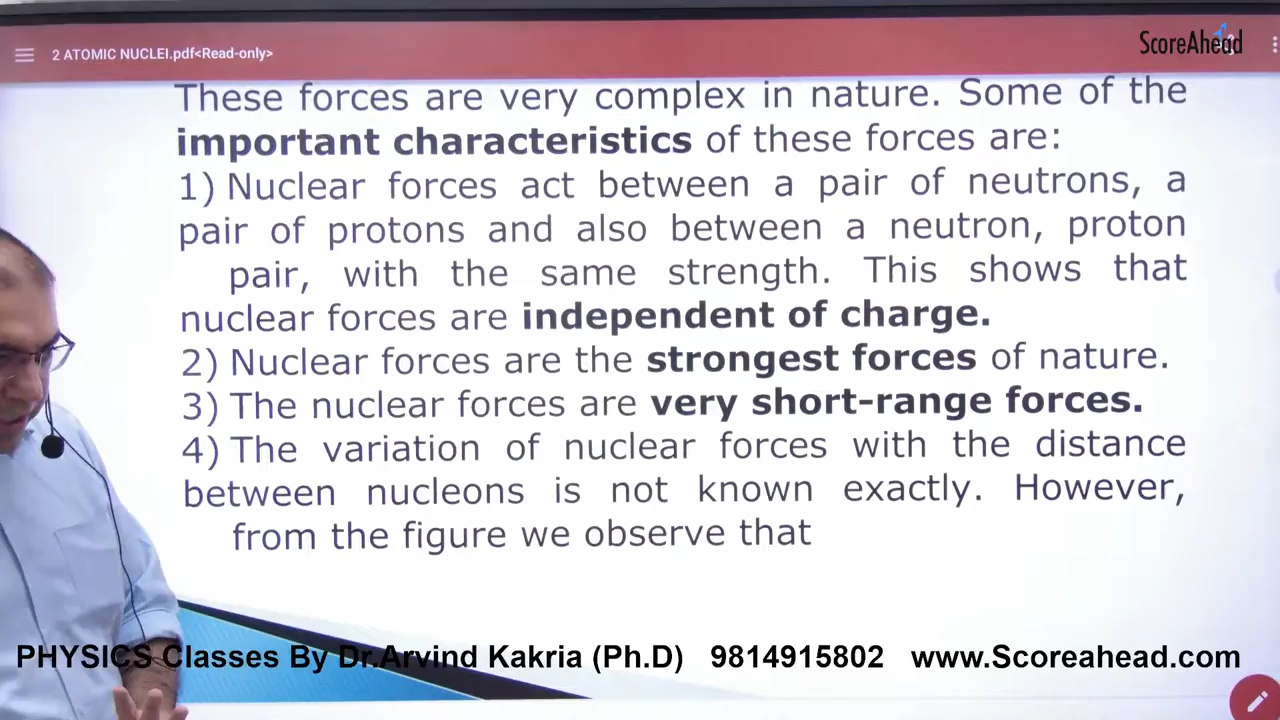 2 ATOMIC NUCLEI.pdf<Read-only>
ScoreAhead
These forces are very complex in nature. Some of the
important characteristics of these forces are:
1) Nuclear forces act between a pair of neutrons, a
pair of protons and also between a neutron, proton
pair, with the same strength. This shows that
nuclear forces are independent of charge.
2) Nuclear forces are the strongest forces of nature.
3) The nuclear forces are very short-range forces.
4) The variation of nuclear forces with the distance
between nucleons is not known exactly. However,
from the figure we observe that
PHYSICS Classes By Dr.Arvind Kakria (Ph.D) 9814915802 www.Scoreahead.com